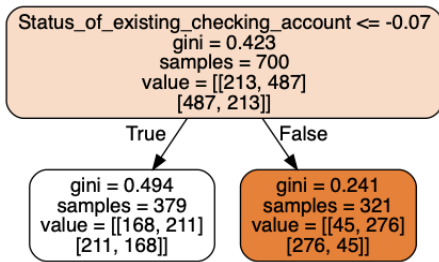 Status_of_existing_checking_account <= -0.07
gini = 0.423
samples = 700
value = [[213, 487]
[487, 213]]
True
False
gini = 0.494
samples = 379
value = [[168, 211]
[211, 168]]
gini = 0.241
samples = 321
value = [[45, 276]
[276, 45]]